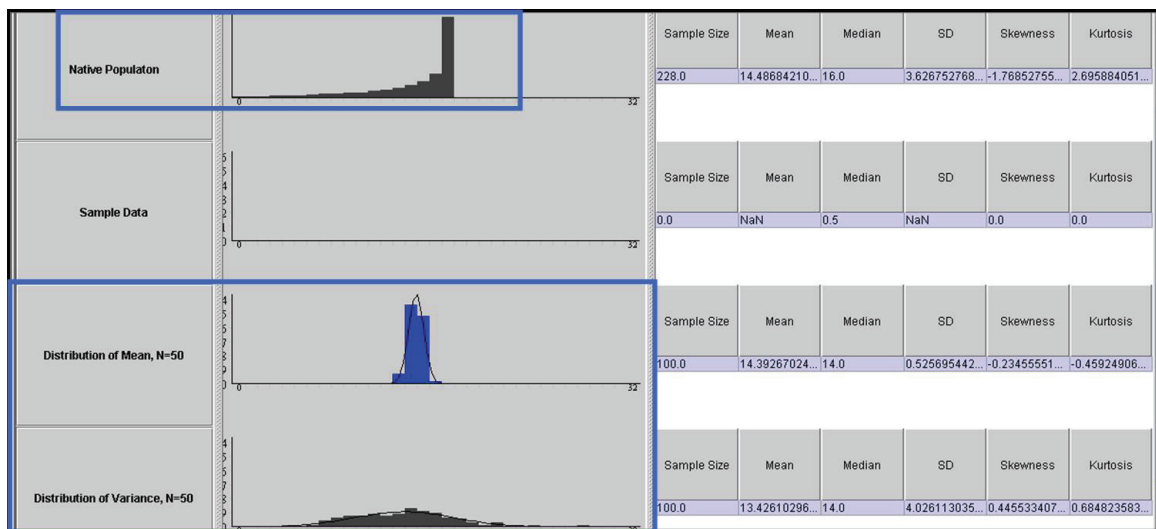 Native Populaton
0 32
Sample Size Mean Median SD Skewness Kurtosis
228.0 14.48684210... 16.0 3.626752768... -1.76852755... 2.695884051...
Sample Data
0 32
Sample Size Mean Median SD Skewness Kurtosis
0.0 NaN 0.5 NaN 0.0 0.0
Distribution of Mean, N=50
0 32
Sample Size Mean Median SD Skewness Kurtosis
100.0 14.39267024... 14.0 0.525695442... -0.23455551... -0.45924906...
Distribution of Variance, N=50
Sample Size Mean Median SD Skewness Kurtosis
100.0 13.42610296... 14.0 4.026113035... 0.445533407... 0.684823583...